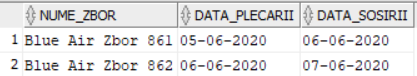 NUME_ZBOR DATA_PLECARII DATA_SOSIRII
1 Blue Air Zbor 861 05-06-2020 06-06-2020
2 Blue Air Zbor 862 06-06-2020 07-06-2020